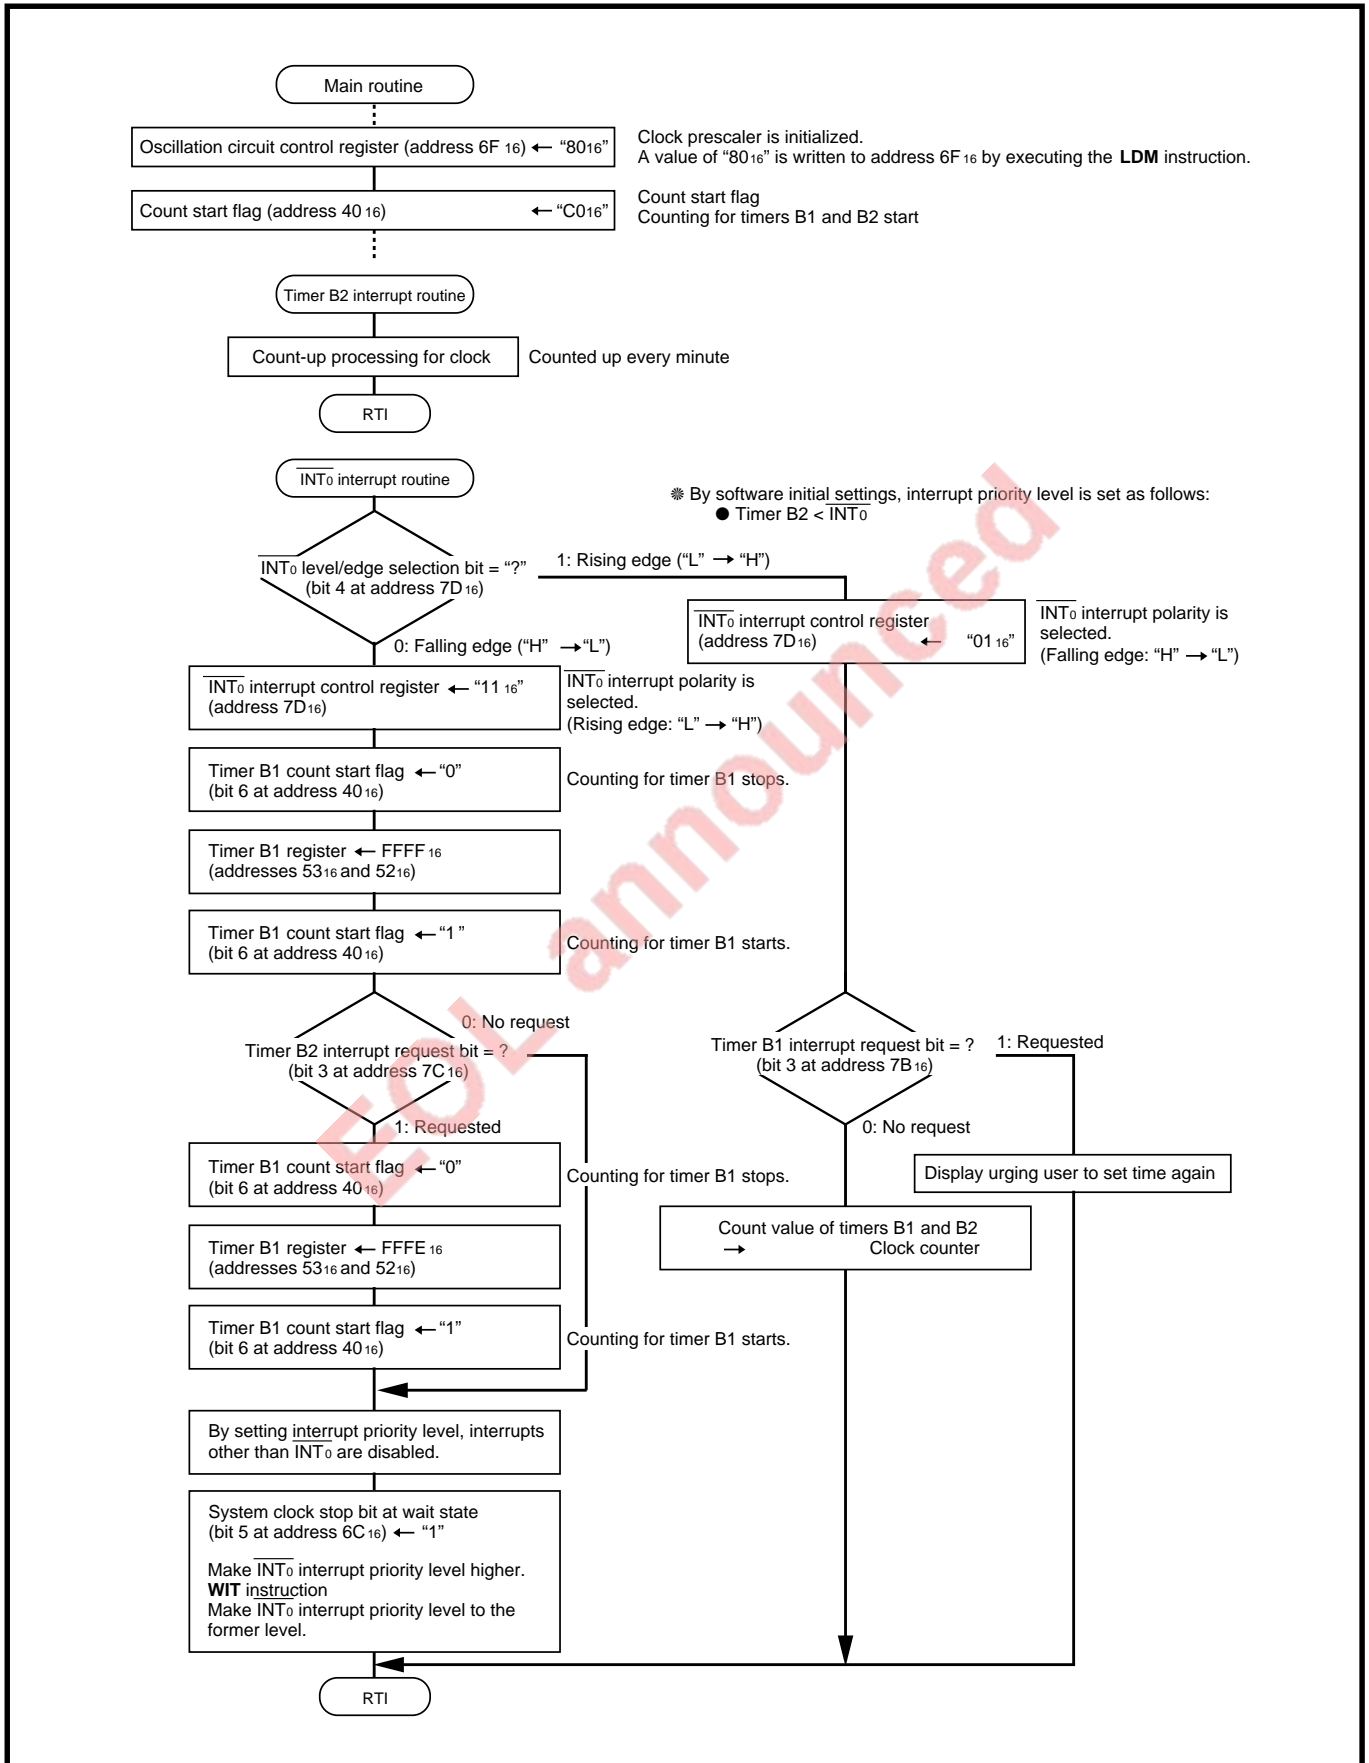 Main routine
Oscillation circuit control register (address 6F 16) ← “8016”
Clock prescaler is initialized.
A value of “8016” is written to address 6F16 by executing the LDM instruction.
Count start flag (address 4016) ← “C016”
Count start flag
Counting for timers B1 and B2 start
Timer B2 interrupt routine
Count-up processing for clock
Counted up every minute
RTI
INT0 interrupt routine
❋ By software initial settings, interrupt priority level is set as follows:
● Timer B2 < INT0
INT0 level/edge selection bit = “?”
(bit 4 at address 7D16)
1: Rising edge (“L” → “H”)
0: Falling edge (“H” → “L”)
INT0 interrupt control register
(address 7D16) ← “0116”
INT0 interrupt polarity is
selected.
(Falling edge: “H” → “L”)
INT0 interrupt control register ← “1116”
(address 7D16)
INT0 interrupt polarity is
selected.
(Rising edge: “L” → “H”)
Timer B1 count start flag ← “0”
(bit 6 at address 4016)
Counting for timer B1 stops.
Timer B1 register ← FFFF16
(addresses 5316 and 5216)
Timer B1 count start flag ← “1”
(bit 6 at address 4016)
Counting for timer B1 starts.
0: No request
Timer B2 interrupt request bit = ?
(bit 3 at address 7C16)
1: Requested
Timer B1 interrupt request bit = ?
(bit 3 at address 7B16)
1: Requested
0: No request
Timer B1 count start flag ← “0”
(bit 6 at address 4016)
Counting for timer B1 stops.
Display urging user to set time again
Timer B1 register ← FFFE16
(addresses 5316 and 5216)
Count value of timers B1 and B2
→ Clock counter
Timer B1 count start flag ← “1”
(bit 6 at address 4016)
Counting for timer B1 starts.
By setting interrupt priority level, interrupts
other than INT0 are disabled.
System clock stop bit at wait state
(bit 5 at address 6C16) ← “1”
Make INT0 interrupt priority level higher.
WIT instruction
Make INT0 interrupt priority level to the
former level.
RTI
EOL announced